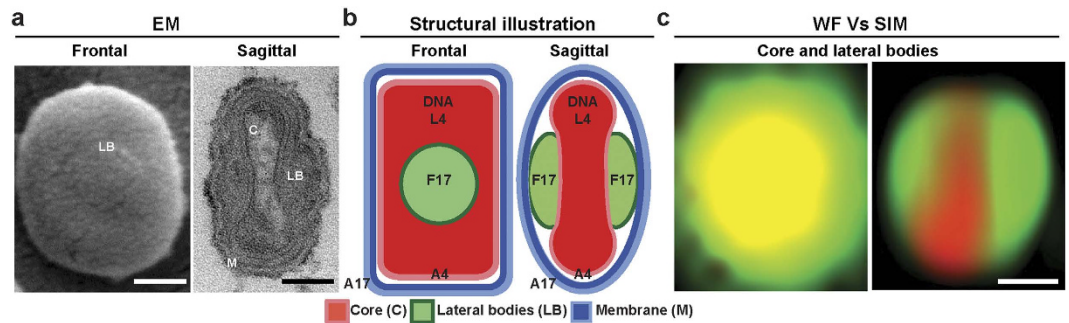 a
EM
Frontal
Sagittal
LB
C
LB
M
b
Structural illustration
Frontal
Sagittal
DNA
L4
F17
A4
A17
DNA
L4
F17
F17
A4
A17
Core (C)
Lateral bodies (LB)
Membrane (M)
c
WF Vs SIM
Core and lateral bodies